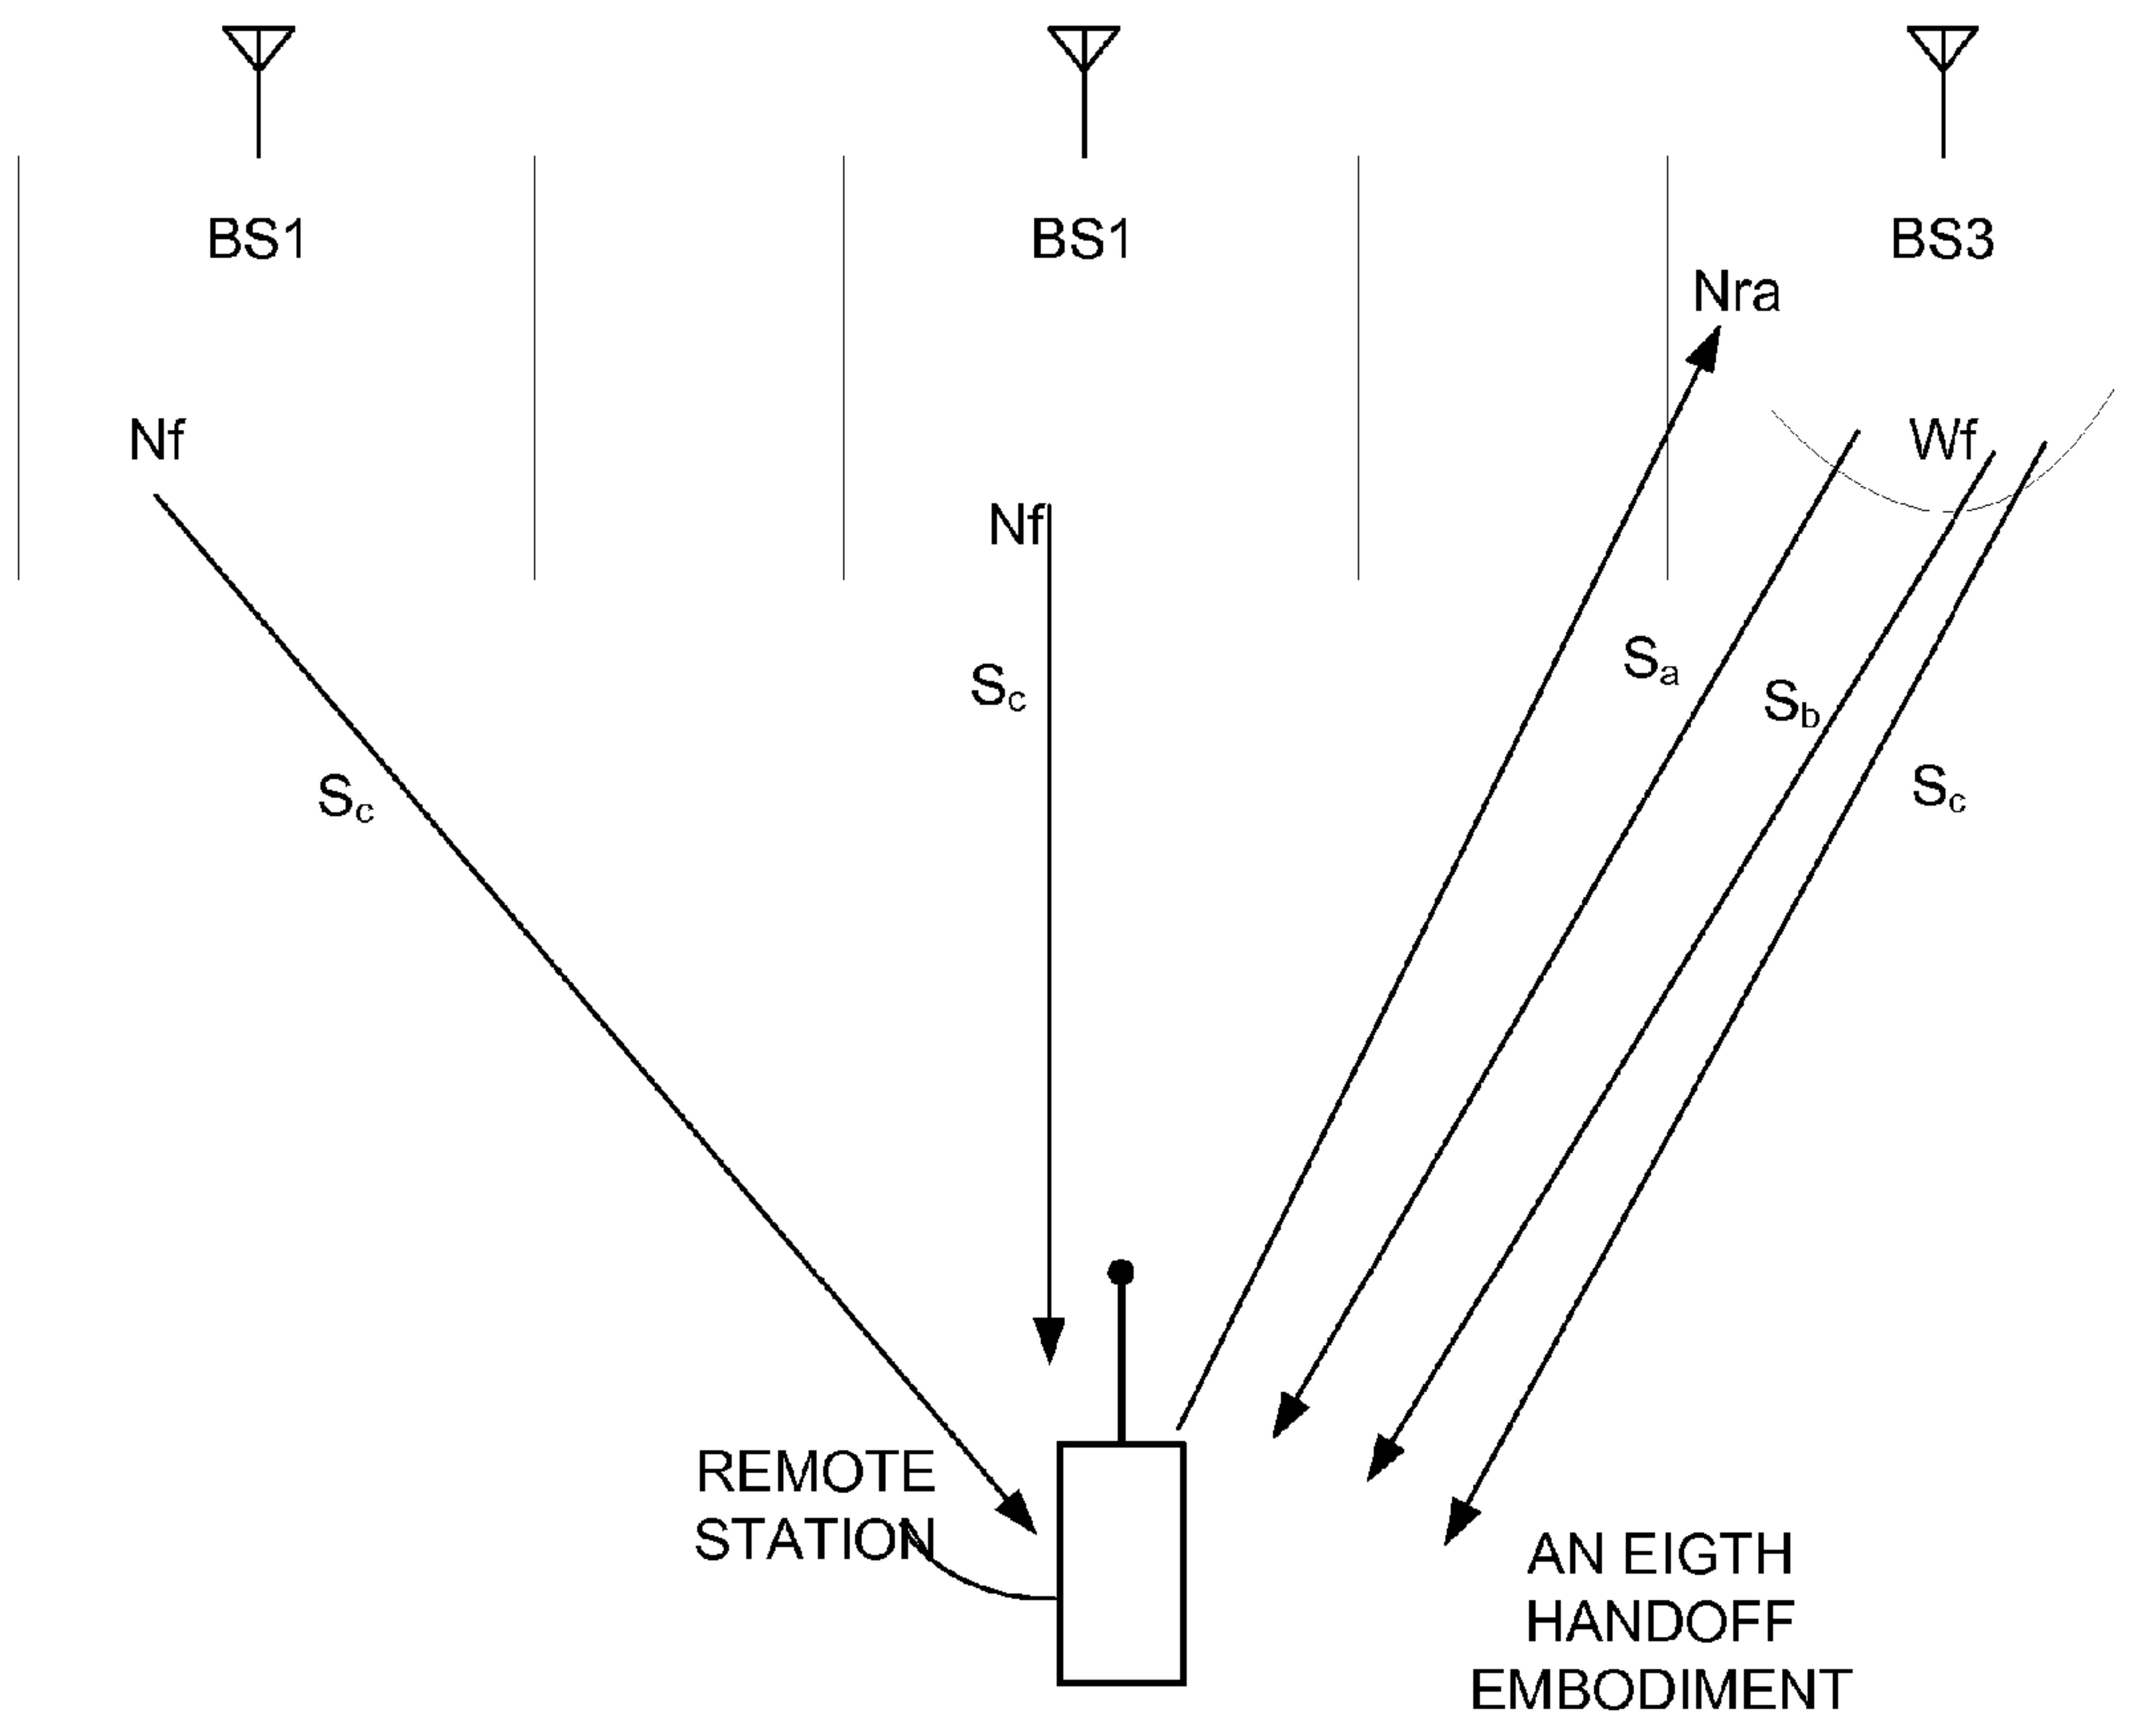 BS1
BS1
BS3
Nra
Nf
Wf
Nf
Sa
Sc
Sb
Sc
Sc
REMOTE
STATION
AN EIGTH
HANDOFF
EMBODIMENT